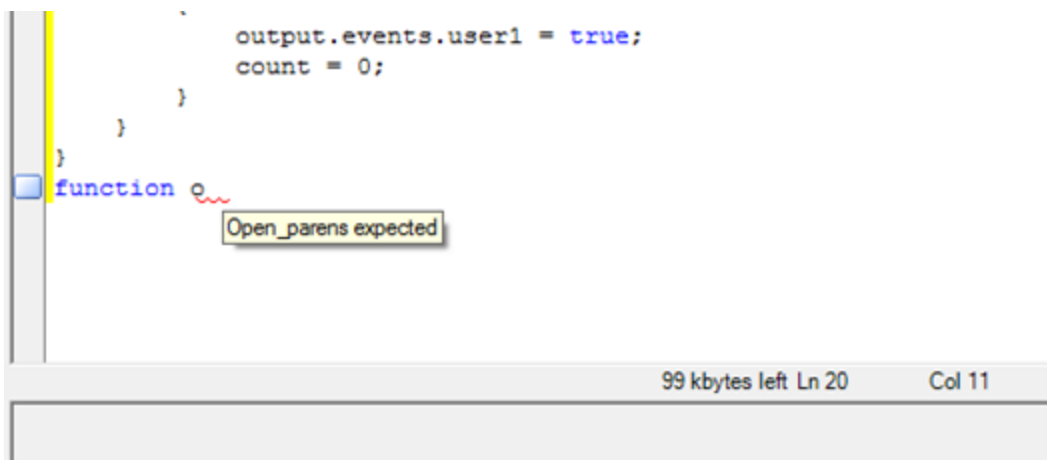 {
output.events.user1 = true;
count = 0;
}
}
}
function o
Open_parens expected
99 kbytes left Ln 20 Col 11